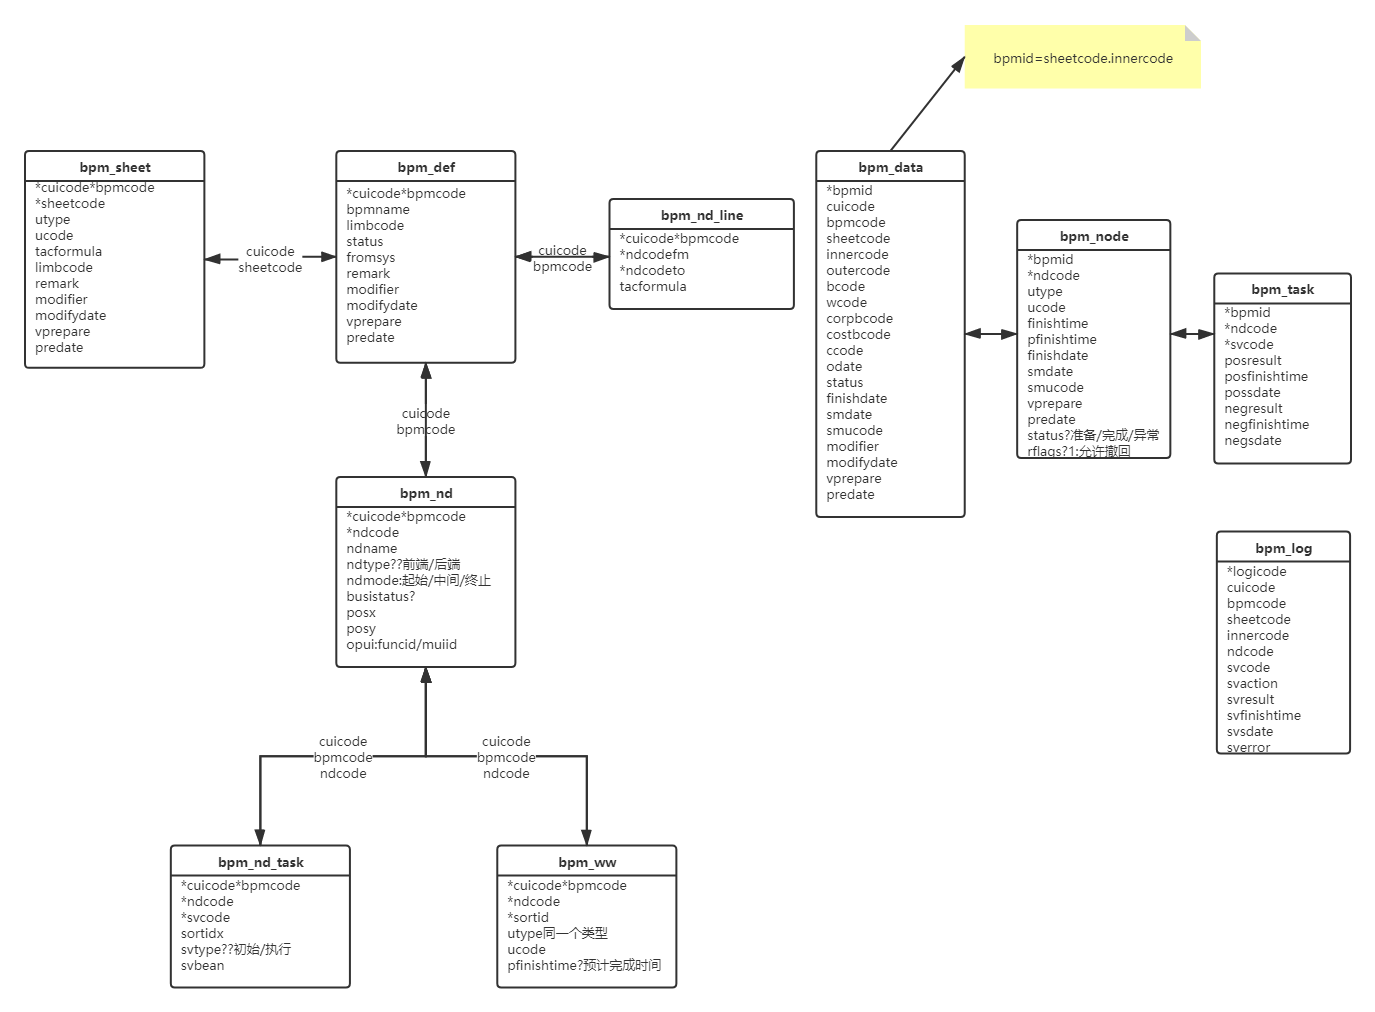 bpmid=sheetcode.innercode
bpm_sheet
*cuicode*bpmcode
*sheetcode
utype
ucode
tacformula
limbcode
remark
modifier
modifydate
vprepare
predate
cuicode
sheetcode
bpm_def
*cuicode*bpmcode
bpmname
limbcode
status
fromsys
remark
modifier
modifydate
vprepare
predate
cuicode
bpmcode
bpm_nd_line
*cuicode*bpmcode
*ndcodefm
*ndcodeto
tacformula
bpm_data
*bpmid
cuicode
bpmcode
sheetcode
innercode
outercode
bcode
wcode
corpbcode
costbcode
ccode
odate
status
finishdate
smdate
smucode
modifier
modifydate
vprepare
predate
bpm_node
*bpmid
*ndcode
utype
ucode
finishtime
pfinishtime
finishdate
smdate
smucode
vprepare
predate
status?准备/完成/异常
rflags?1:允许撤回
bpm_task
*bpmid
*ndcode
*svcode
posresult
posfinishtime
possdate
negresult
negfinishtime
negsdate
cuicode
bpmcode
bpm_nd
*cuicode*bpmcode
*ndcode
ndname
ndtype??前端/后端
ndmode:起始/中间/终止
busistatus?
posx
posy
opui:funcid/muiid
bpm_log
*logicode
cuicode
bpmcode
sheetcode
innercode
ndcode
svcode
svaction
svresult
svfinishtime
svsdate
sverror
cuicode
bpmcode
ndcode
cuicode
bpmcode
ndcode
bpm_nd_task
*cuicode*bpmcode
*ndcode
*svcode
sortidx
svtype??初始/执行
svbean
bpm_ww
*cuicode*bpmcode
*ndcode
*sortid
utype同一个类型
ucode
pfinishtime?预计完成时间